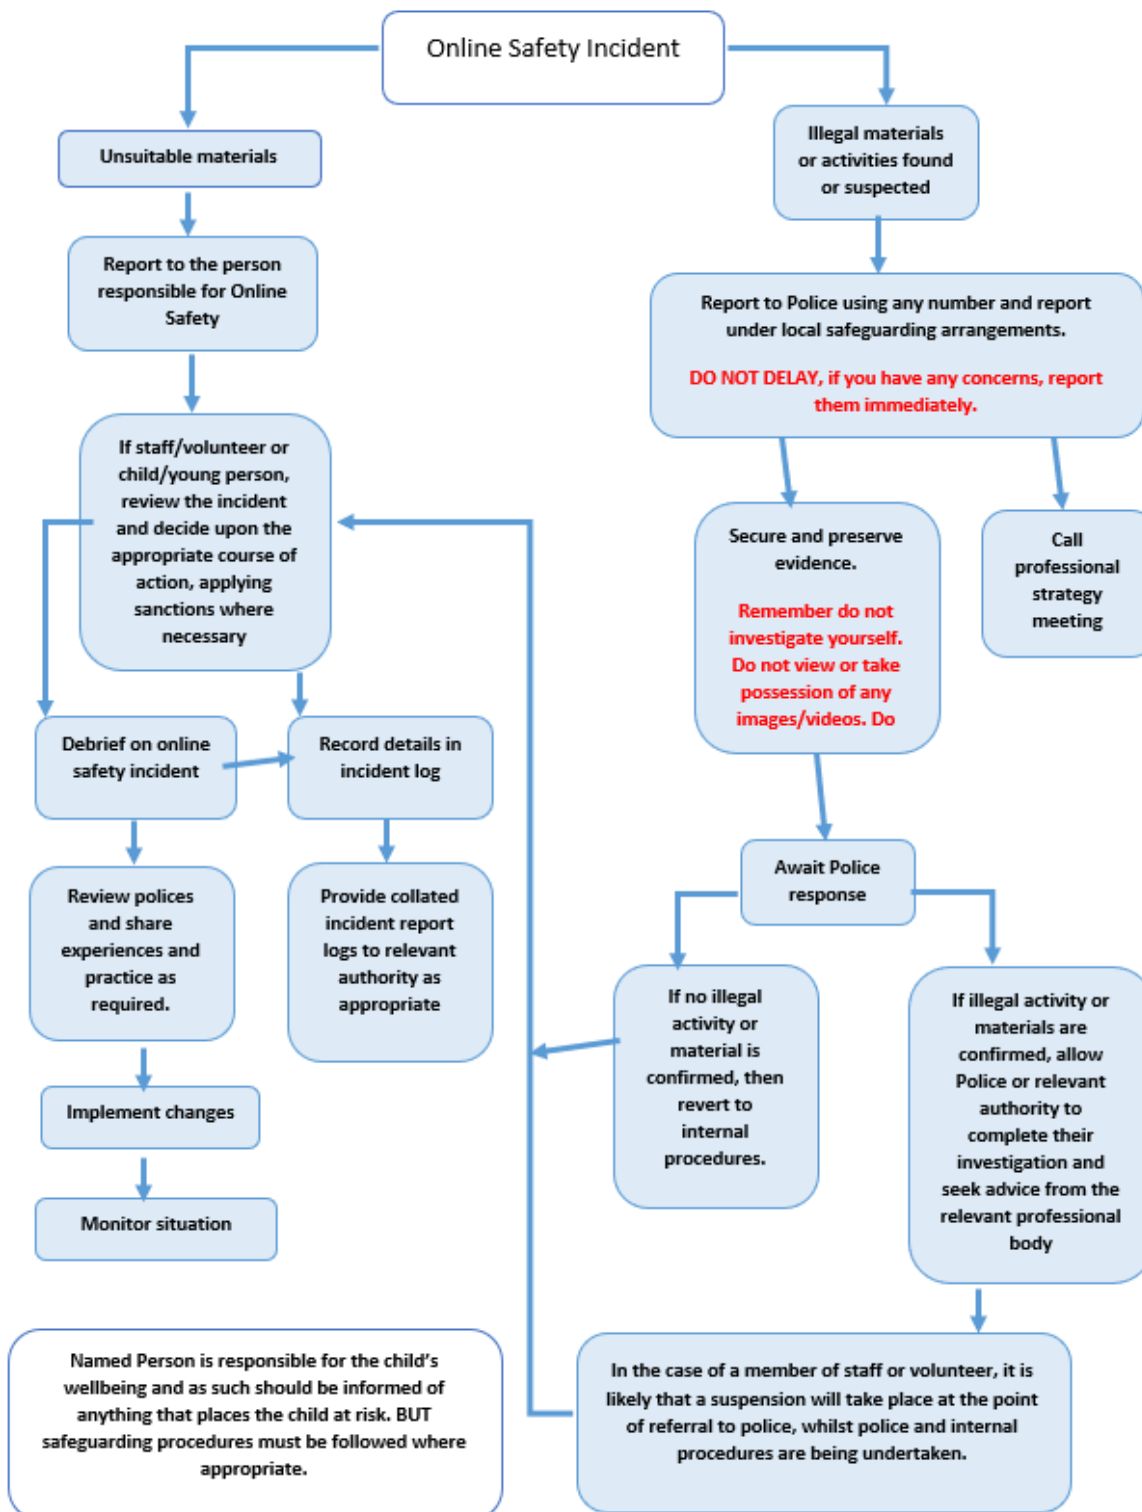 Online Safety Incident
Unsuitable materials
Report to the person
responsible for Online
Safety
If staff/volunteer or
child/young person,
review the incident
and decide upon the
appropriate course of
action, applying
sanctions where
necessary
Debrief on online
safety incident
Record details in
incident log
Review polices
and share
experiences and
practice as
required.
Provide collated
incident report
logs to relevant
authority as
appropriate
Implement changes
Monitor situation
Illegal materials
or activities found
or suspected
Report to Police using any number and report
under local safeguarding arrangements.
DO NOT DELAY, if you have any concerns, report
them immediately.
Secure and preserve
evidence.
Remember do not
investigate yourself.
Do not view or take
possession of any
images/videos. Do
Call
professional
strategy
meeting
Await Police
response
If no illegal
activity or
material is
confirmed, then
revert to
internal
procedures.
If illegal activity or
materials are
confirmed, allow
Police or relevant
authority to
complete their
investigation and
seek advice from the
relevant professional
body
In the case of a member of staff or volunteer, it is
likely that a suspension will take place at the point
of referral to police, whilst police and internal
procedures are being undertaken.
Named Person is responsible for the child's
wellbeing and as such should be informed of
anything that places the child at risk. BUT
safeguarding procedures must be followed where
appropriate.